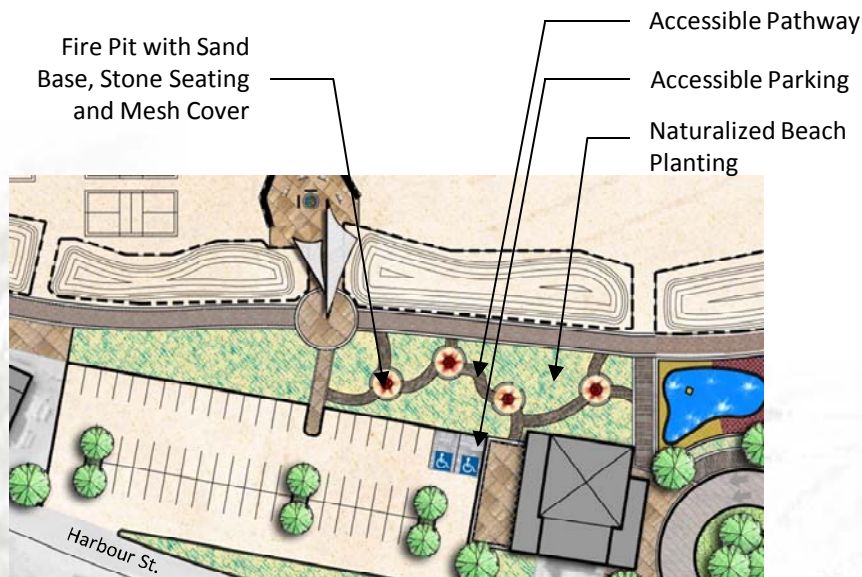 Accessible Pathway
Fire Pit with Sand
Base, Stone Seating
and Mesh Cover
Accessible Parking
Naturalized Beach
Planting
Harbour St.